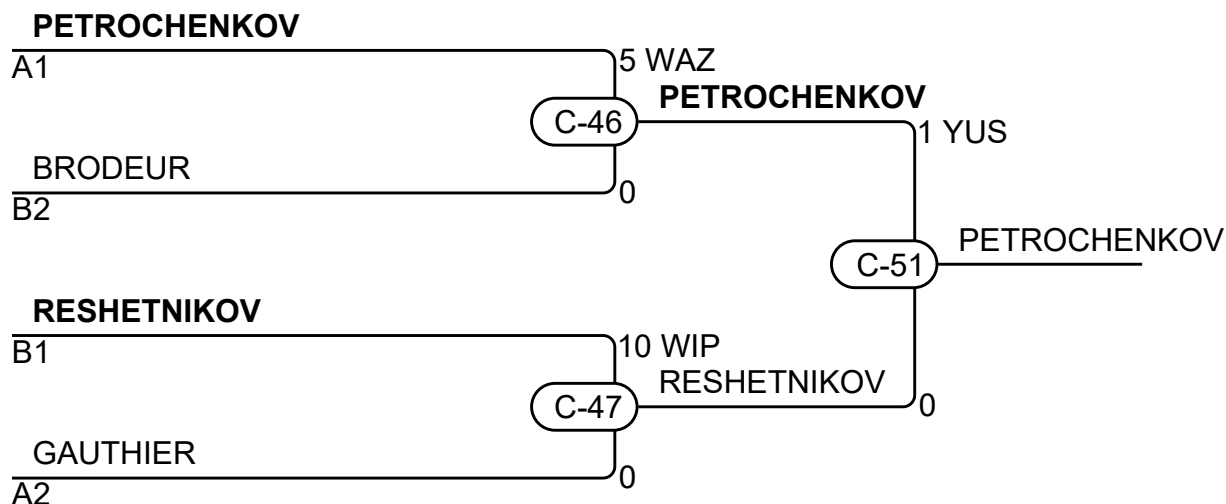 PETROCHENKOV
A1
5 WAZ
PETROCHENKOV
C-46
1 YUS
BRODEUR
B2
0
PETROCHENKOV
C-51
RESHETNIKOV
B1
10 WIP
RESHETNIKOV
C-47
0
GAUTHIER
A2
0